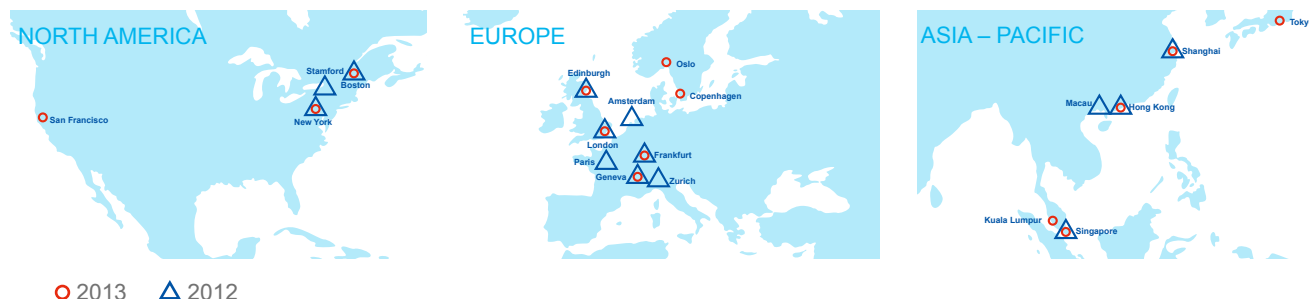 NORTH AMERICA
Stamford
Boston
New York
San Francisco
EUROPE
Oslo
Edinburgh
Copenhagen
Amsterdam
London
Frankfurt
Paris
Geneva
Zurich
ASIA – PACIFIC
Toky
Shanghai
Macau
Hong Kong
Kuala Lumpur
Singapore
2013
2012